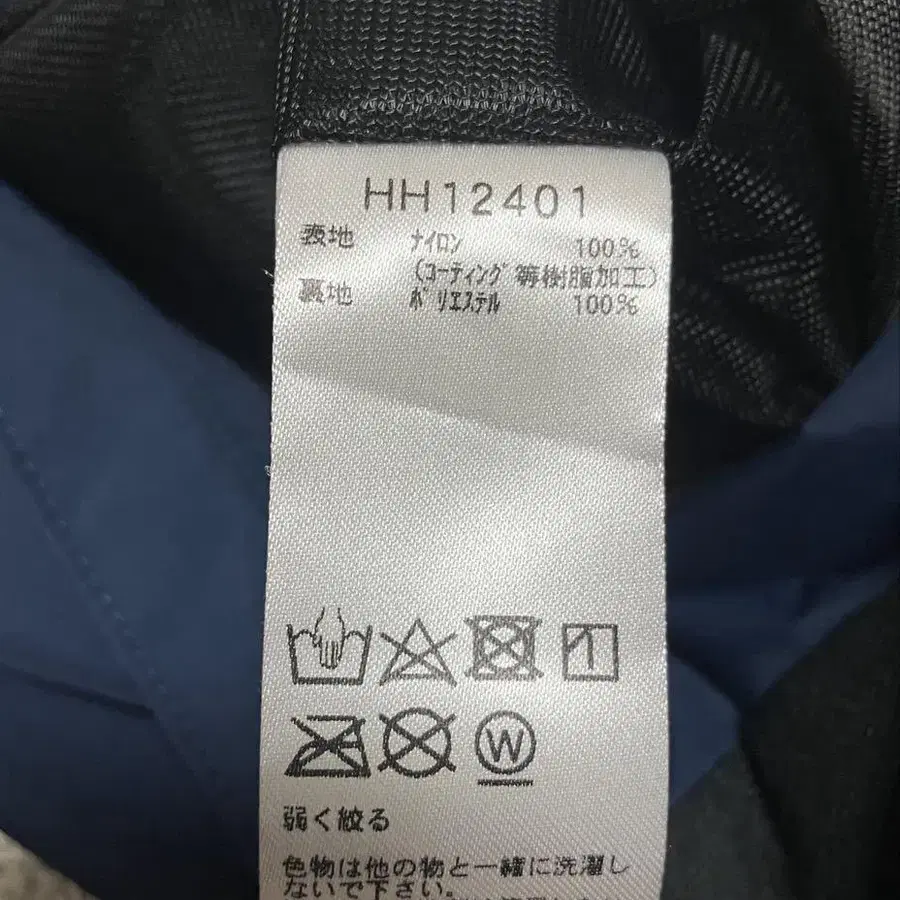 HH12401
表地 ナイロン 100%
(コーティング等樹脂加工)
裏地 ポリエステル 100%
W
弱く絞る
色物は他の物と一緒に洗濯し
ないで下さい。